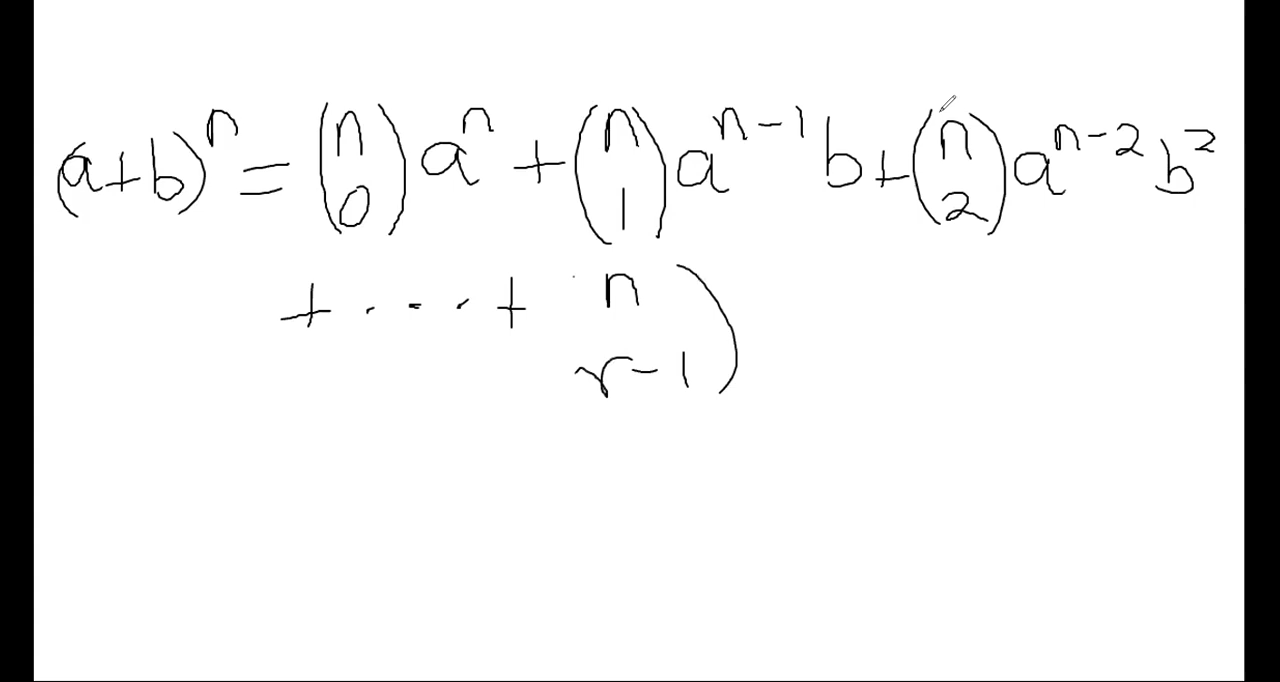 (a+b)^n = (n 0) a^n + (n 1) a^{n-1} b + (n 2) a^{n-2} b^2
+ ... + n r-1)